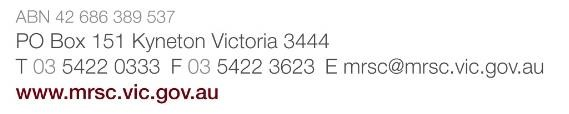 ABN 42 686 389 537
PO Box 151 Kyneton Victoria 3444
T 03 5422 0333 F 03 5422 3623 E mrsc@mrsc.vic.gov.au
www.mrsc.vic.gov.au